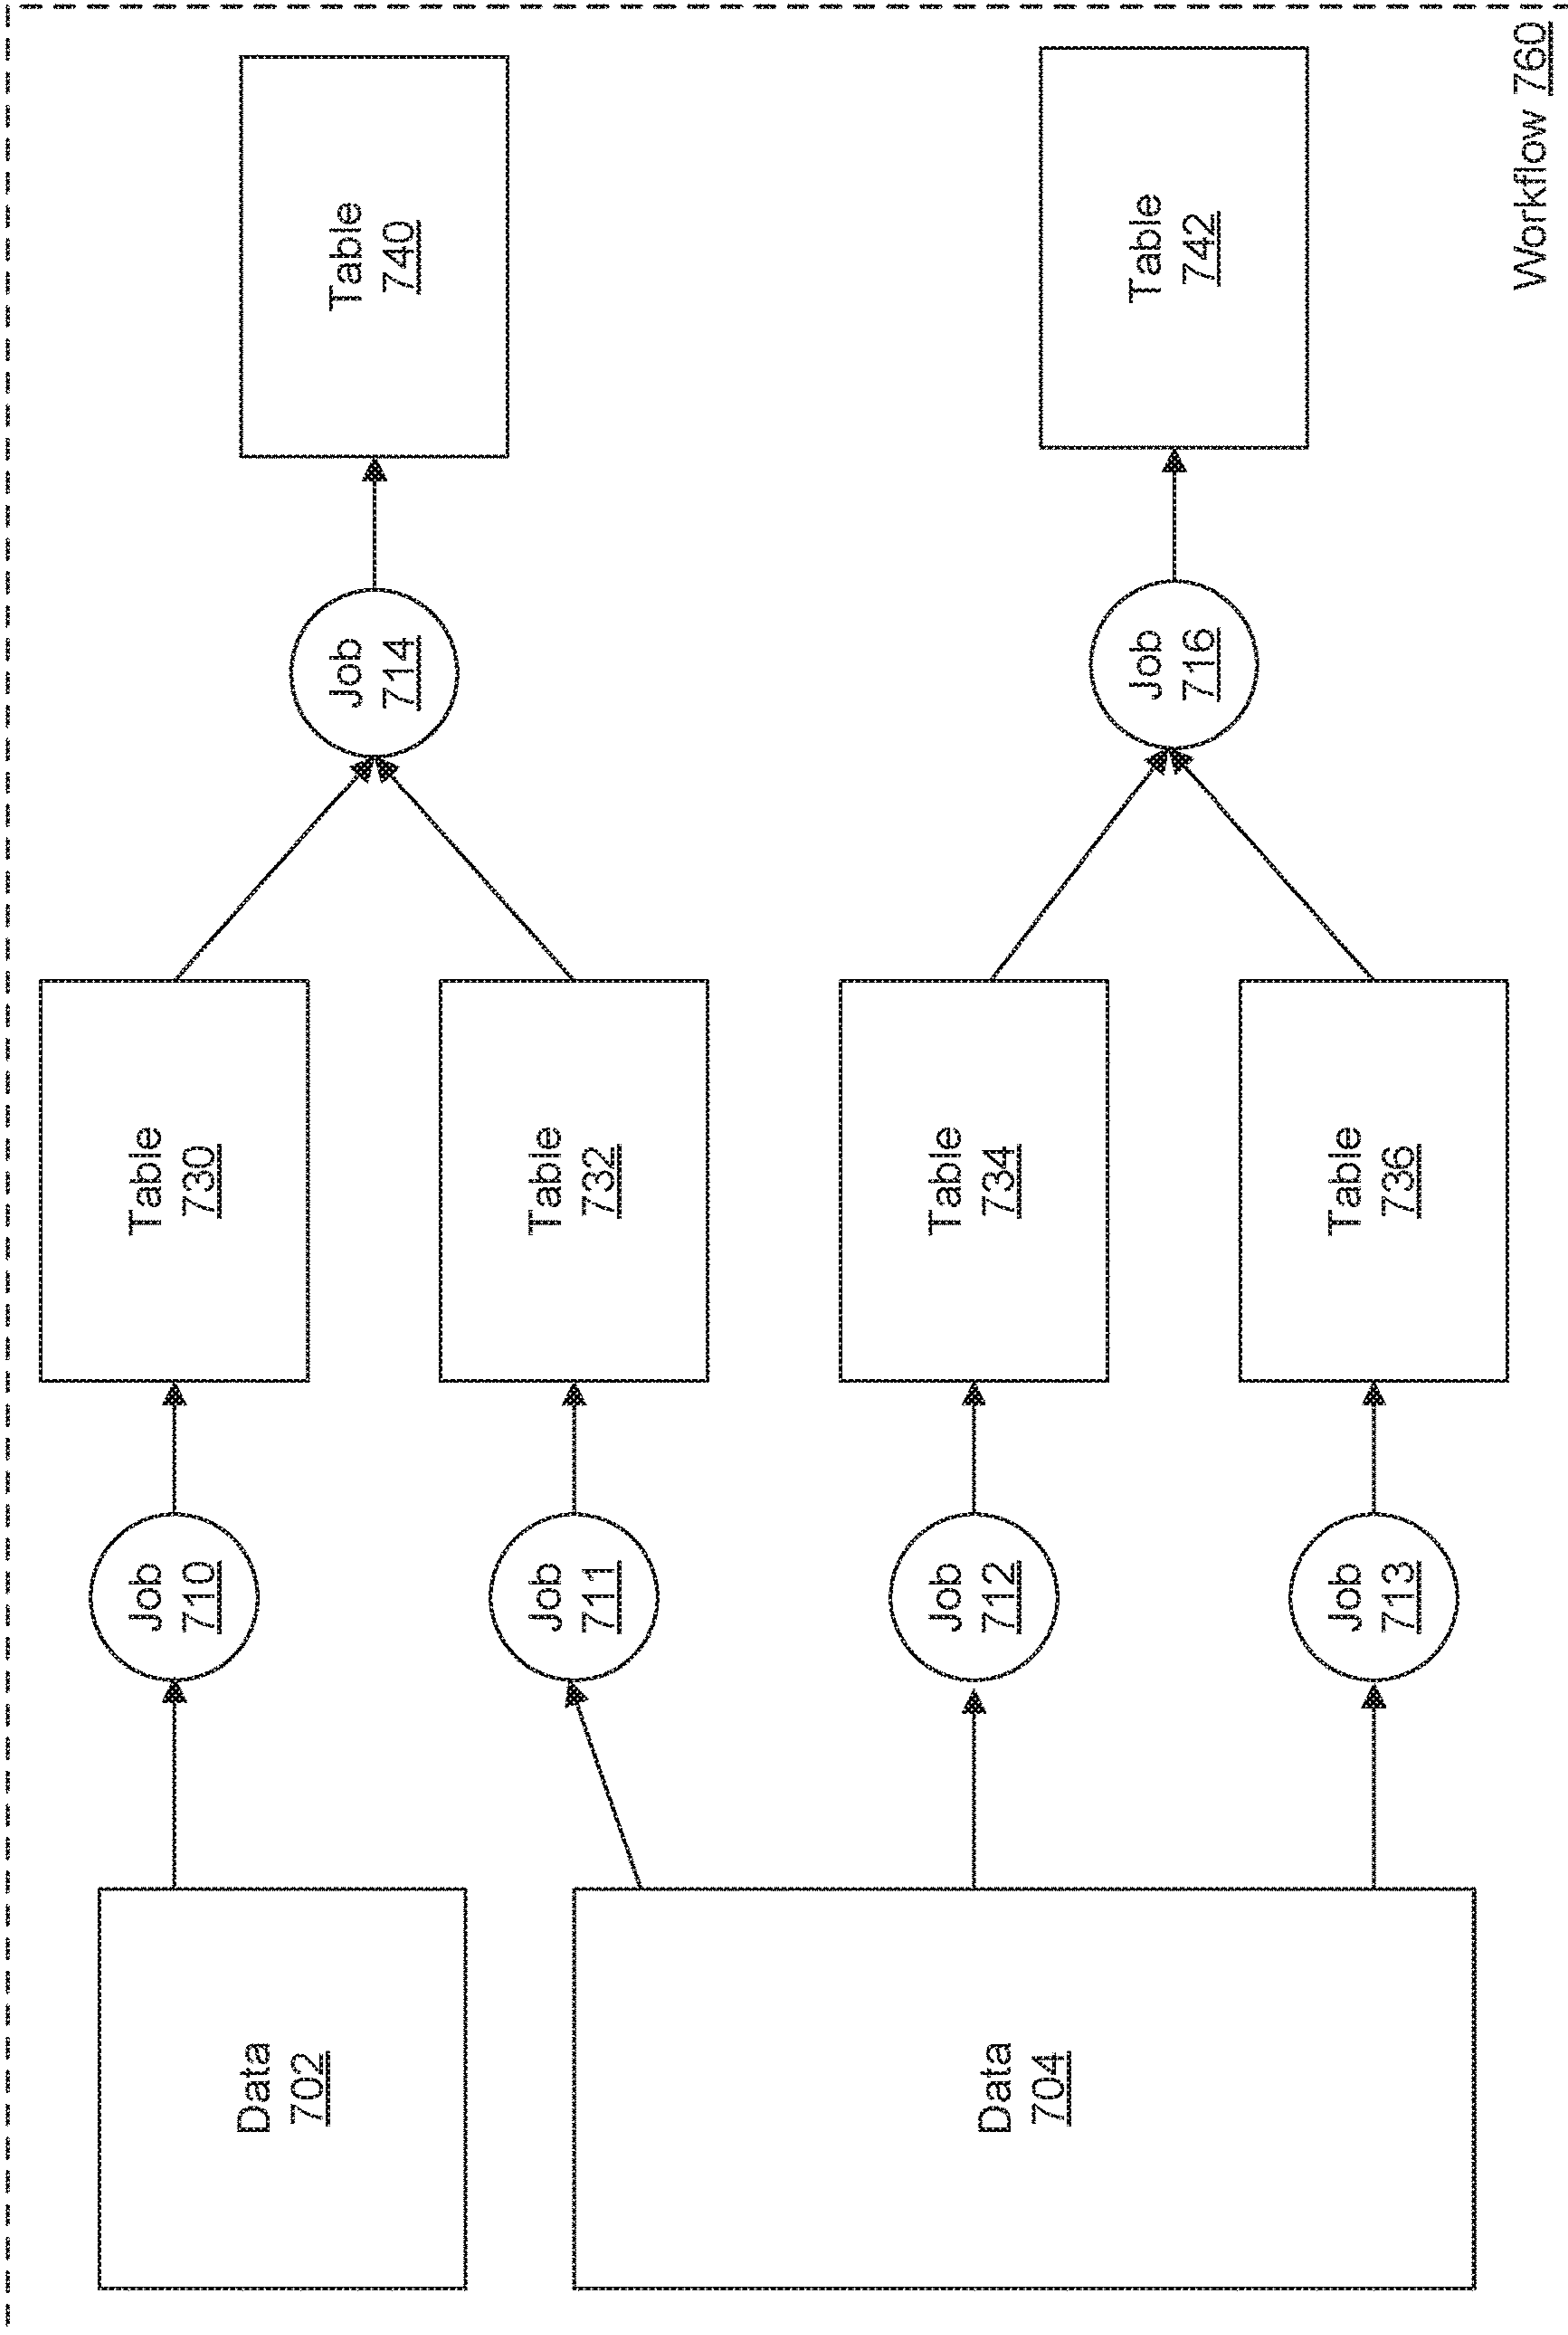 Data
702
Data
704
Job
710
Job
711
Job
712
Job
713
Table
730
Table
732
Table
734
Table
736
Job
714
Job
716
Table
740
Table
742
Workflow 760